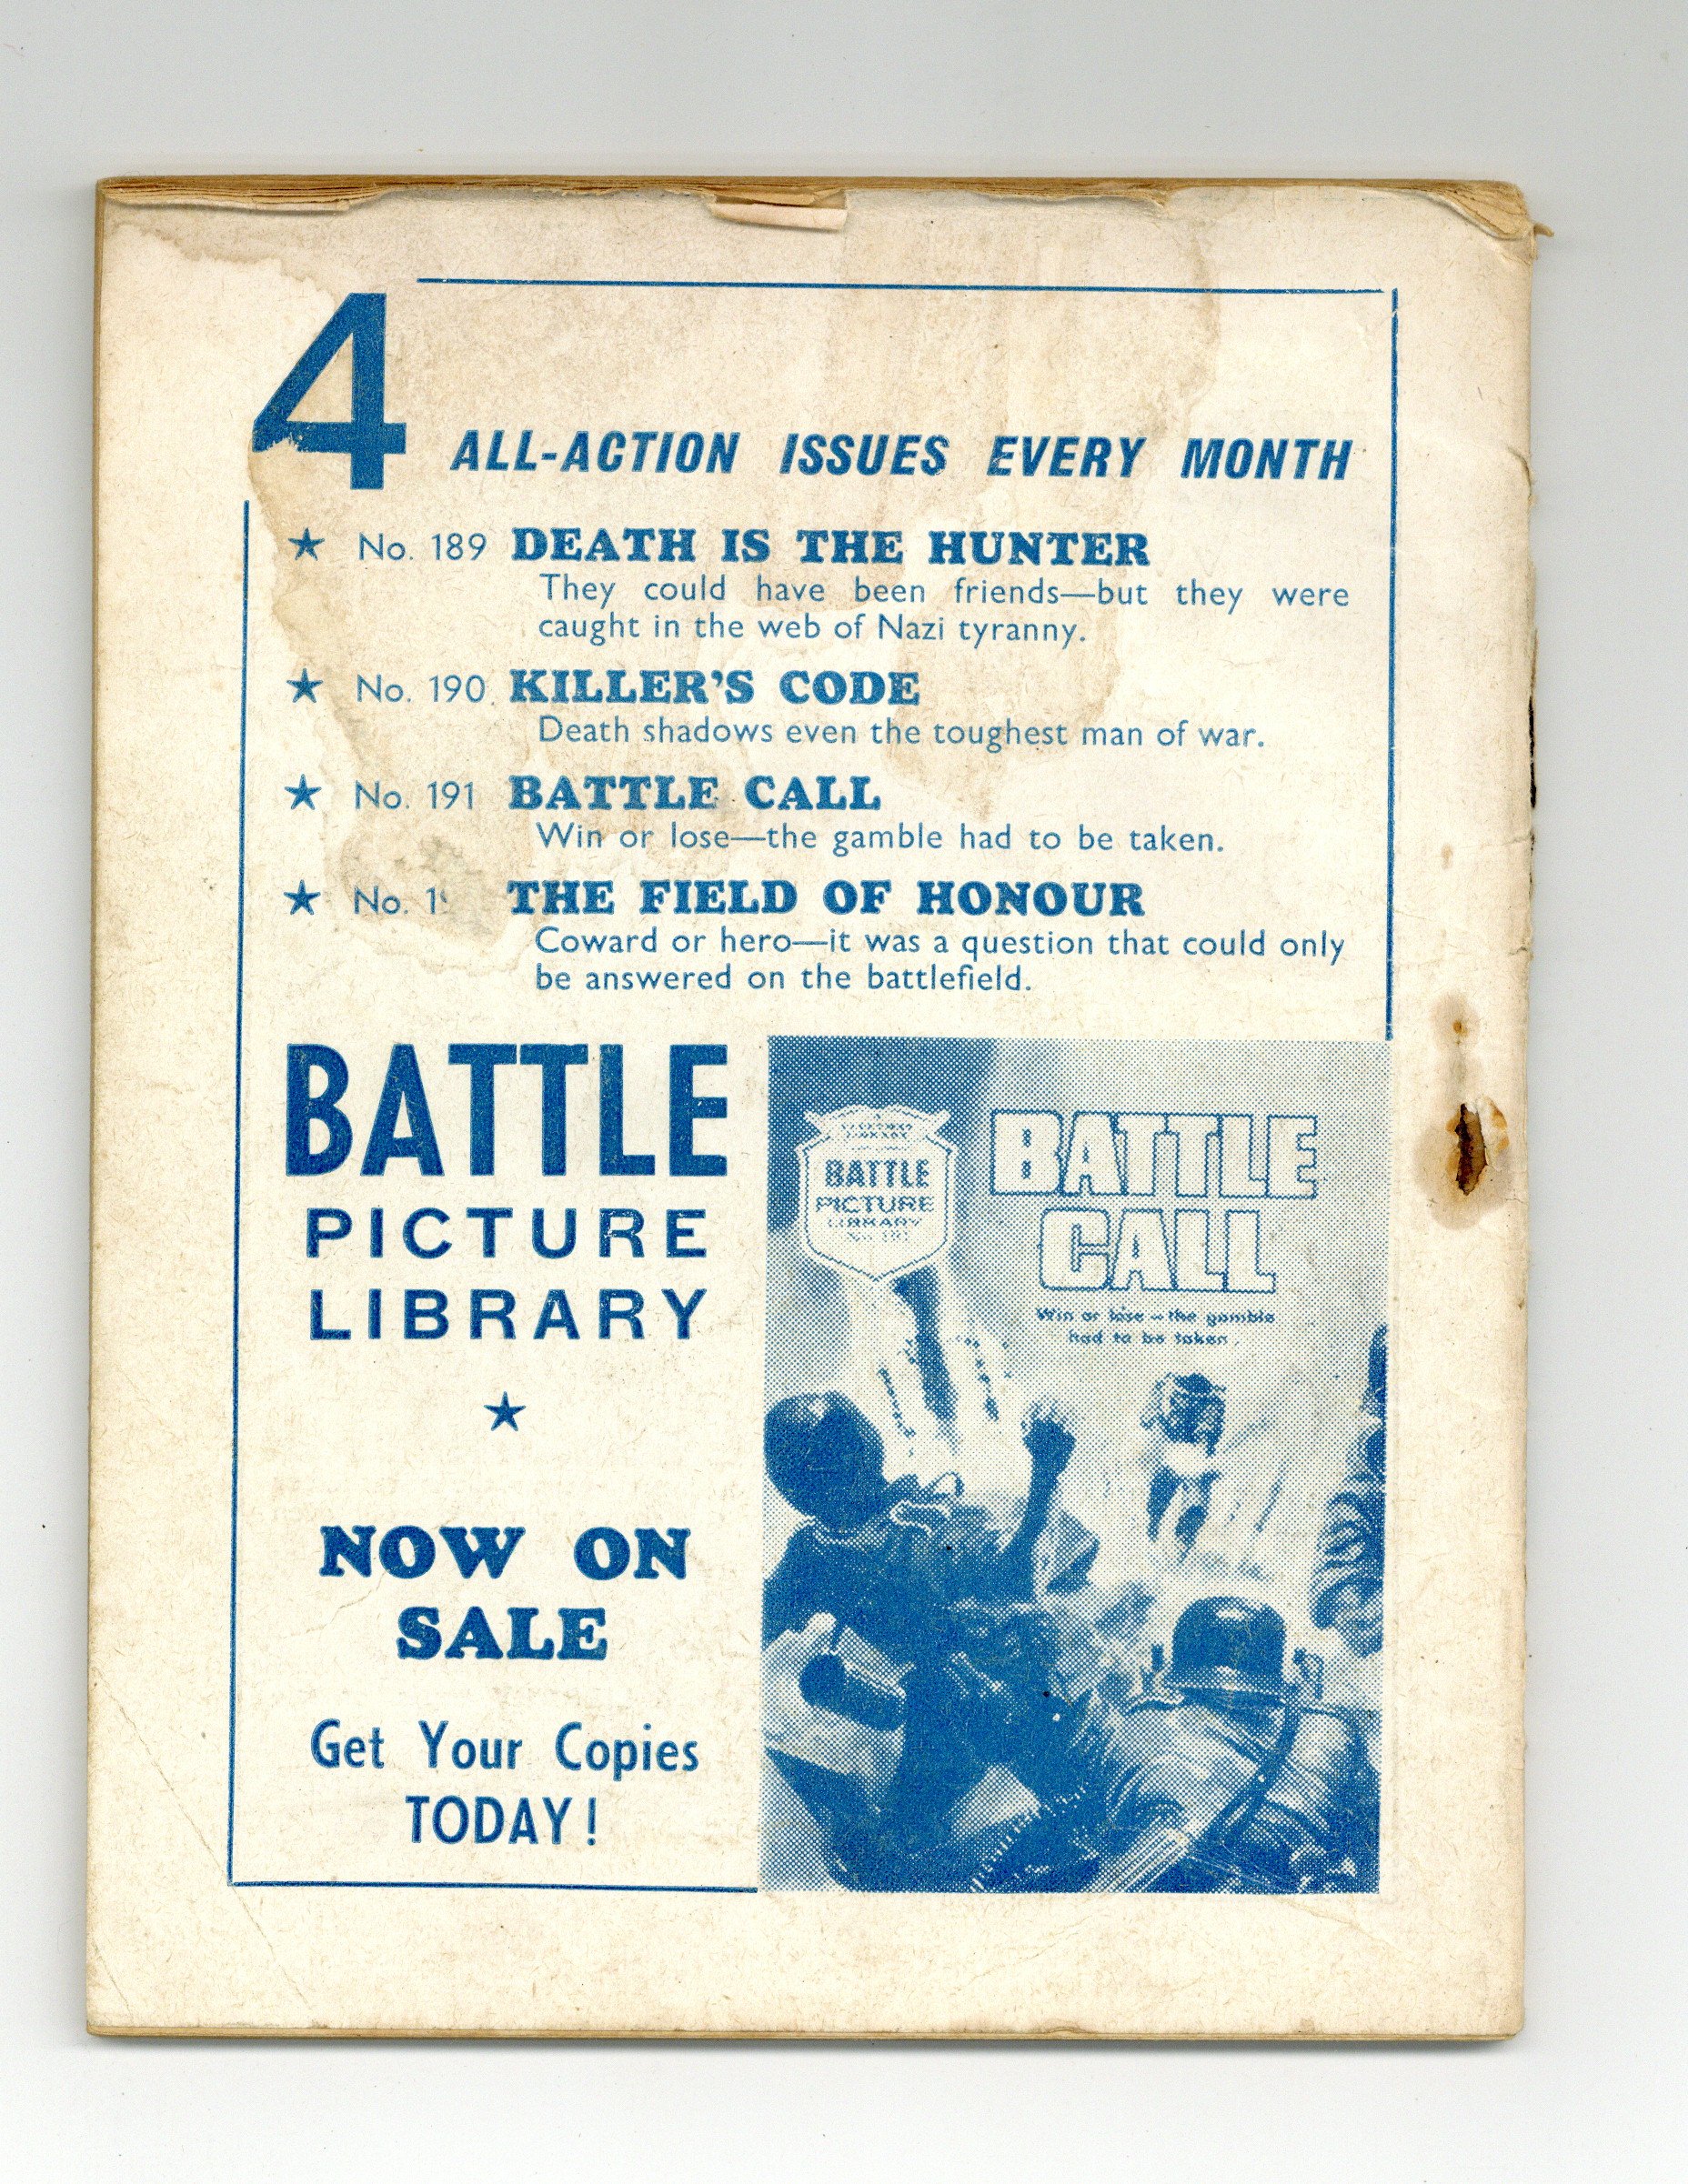 4 ALL-ACTION ISSUES EVERY MONTH
★ No. 189 DEATH IS THE HUNTER
They could have been friends—but they were
caught in the web of Nazi tyranny.
★ No. 190 KILLER'S CODE
Death shadows even the toughest man of war.
★ No. 191 BATTLE CALL
Win or lose—the gamble had to be taken.
★ No. 1 THE FIELD OF HONOUR
Coward or hero—it was a question that could only
be answered on the battlefield.
BATTLE
PICTURE
LIBRARY
★
NOW ON
SALE
Get Your Copies
TODAY!
LIBRARY
BATTLE
PICTURE
LIBRARY
No. 191
BATTLE
CALL
Win or lose—the gamble
had to be taken.